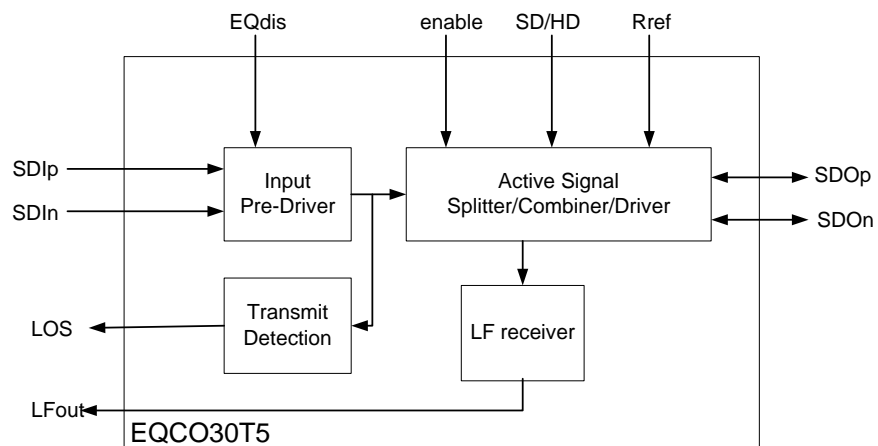 EQdis
enable
SD/HD
Rref
SDIp
SDIn
Input
Pre-Driver
Active Signal
Splitter/Combiner/Driver
SDOp
SDOn
LOS
Transmit
Detection
LF receiver
LFout
EQCO30T5